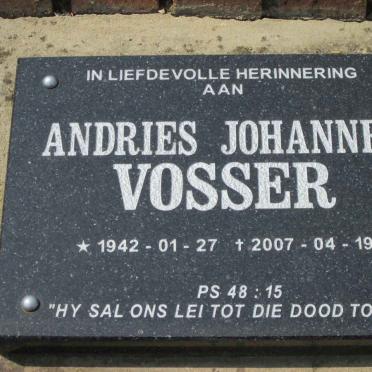 IN LIEFDEVOLLE HERINNERING
AAN
ANDRIES JOHANNE
VOSSER
★ 1942 - 01 - 27 ✝ 2007 - 04 - 19
PS 48 : 15
"HY SAL ONS LEI TOT DIE DOOD TO